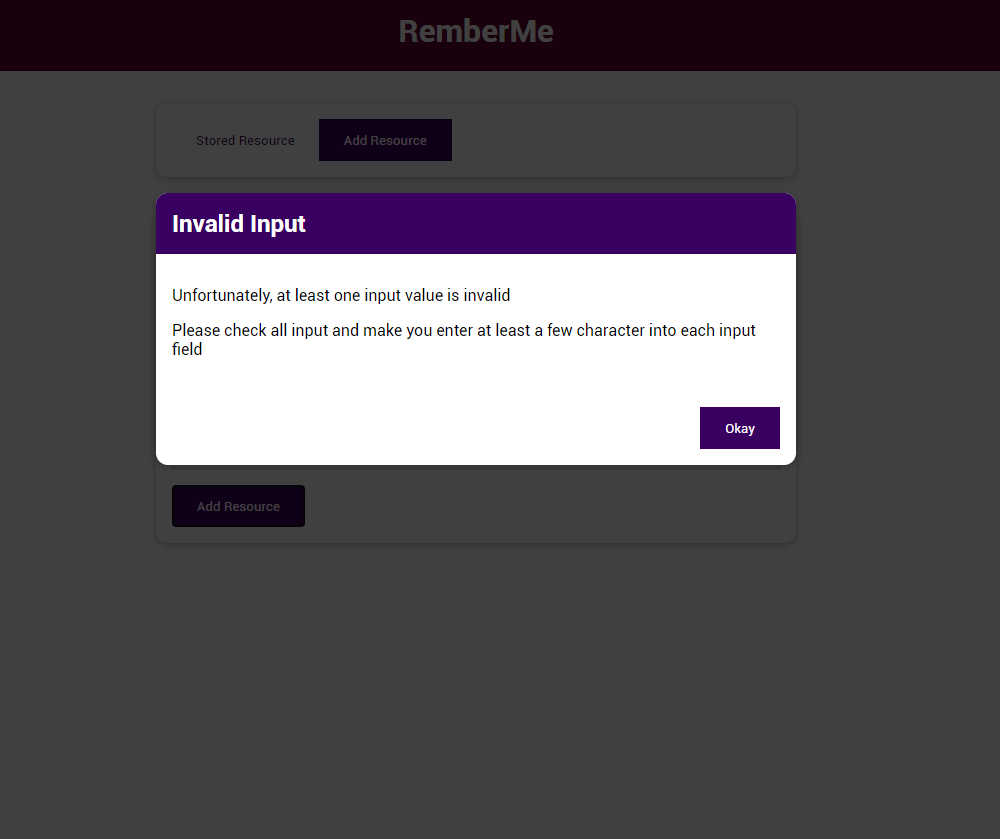 RemberMe
Stored Resource Add Resource
Invalid Input
Unfortunately, at least one input value is invalid
Please check all input and make you enter at least a few character into each input
field
Okay
Add Resource